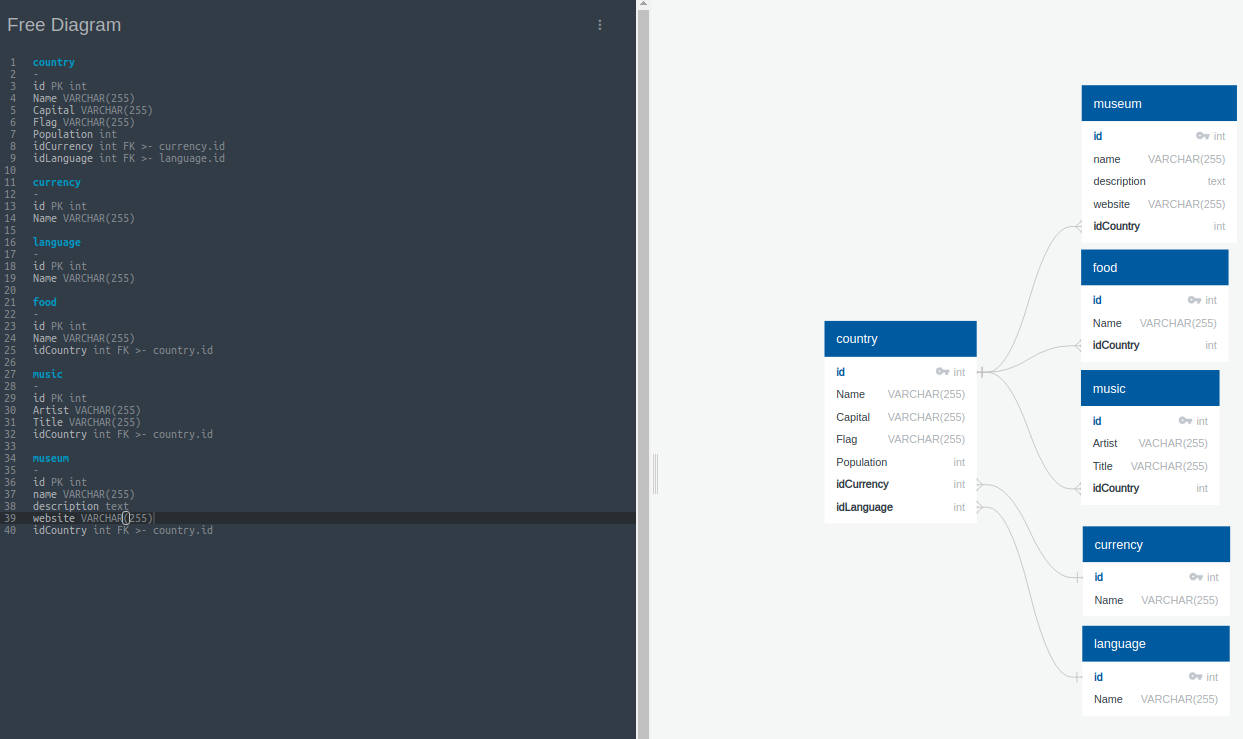 Free Diagram
1 country
2 -
3 id PK int
4 Name VARCHAR(255)
5 Capital VARCHAR(255)
6 Flag VARCHAR(255)
7 Population int
8 idCurrency int FK >- currency.id
9 idLanguage int FK >- language.id
10
11 currency
12 -
13 id PK int
14 Name VARCHAR(255)
15
16 language
17 -
18 id PK int
19 Name VARCHAR(255)
20
21 food
22 -
23 id PK int
24 Name VARCHAR(255)
25 idCountry int FK >- country.id
26
27 music
28 -
29 id PK int
30 Artist VACHAR(255)
31 Title VARCHAR(255)
32 idCountry int FK >- country.id
33
34 museum
35 -
36 id PK int
37 name VARCHAR(255)
38 description text
39 website VARCHAR(255)
40 idCountry int FK >- country.id
country
id int
Name VARCHAR(255)
Capital VARCHAR(255)
Flag VARCHAR(255)
Population int
idCurrency int
idLanguage int
museum
id int
name VARCHAR(255)
description text
website VARCHAR(255)
idCountry int
food
id int
Name VARCHAR(255)
idCountry int
music
id int
Artist VACHAR(255)
Title VARCHAR(255)
idCountry int
currency
id int
Name VARCHAR(255)
language
id int
Name VARCHAR(255)